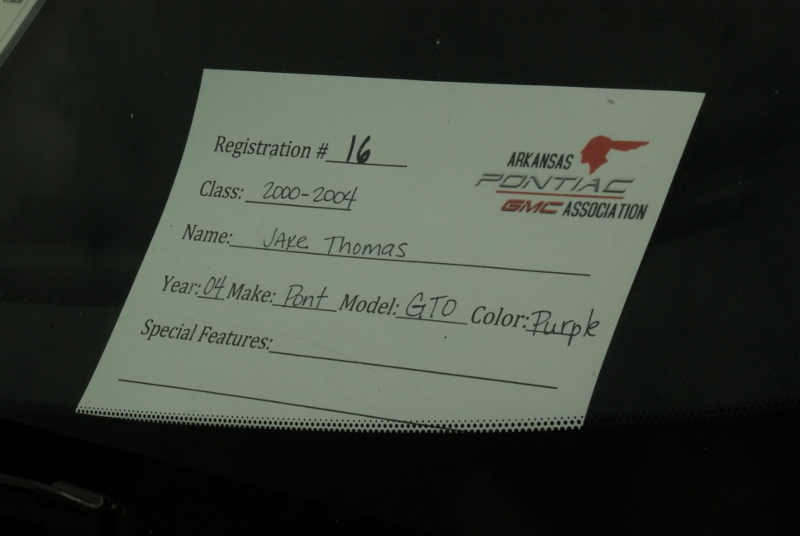 Registration # 16
Class: 2000-2004
Name: Jake Thomas
Year: 04 Make: Pont Model: GTO Color: Purple
Special Features:
ARKANSAS
PONTIAC
GMC ASSOCIATION